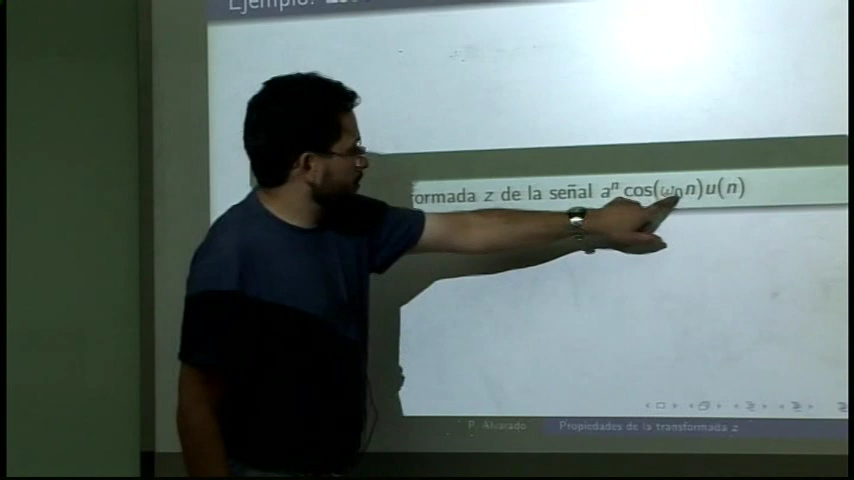 Ejemplo:
ormada z de la señal aⁿ cos(ω₀n)u(n)
P. Alvarado Propiedades de la transformada z